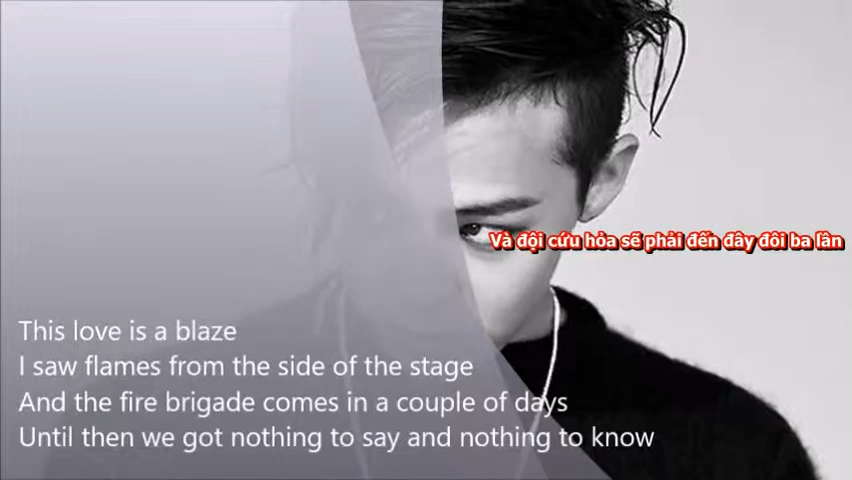 Và đội cứu hỏa sẽ phải đến đây đôi ba lần
This love is a blaze
I saw flames from the side of the stage
And the fire brigade comes in a couple of days
Until then we got nothing to say and nothing to know